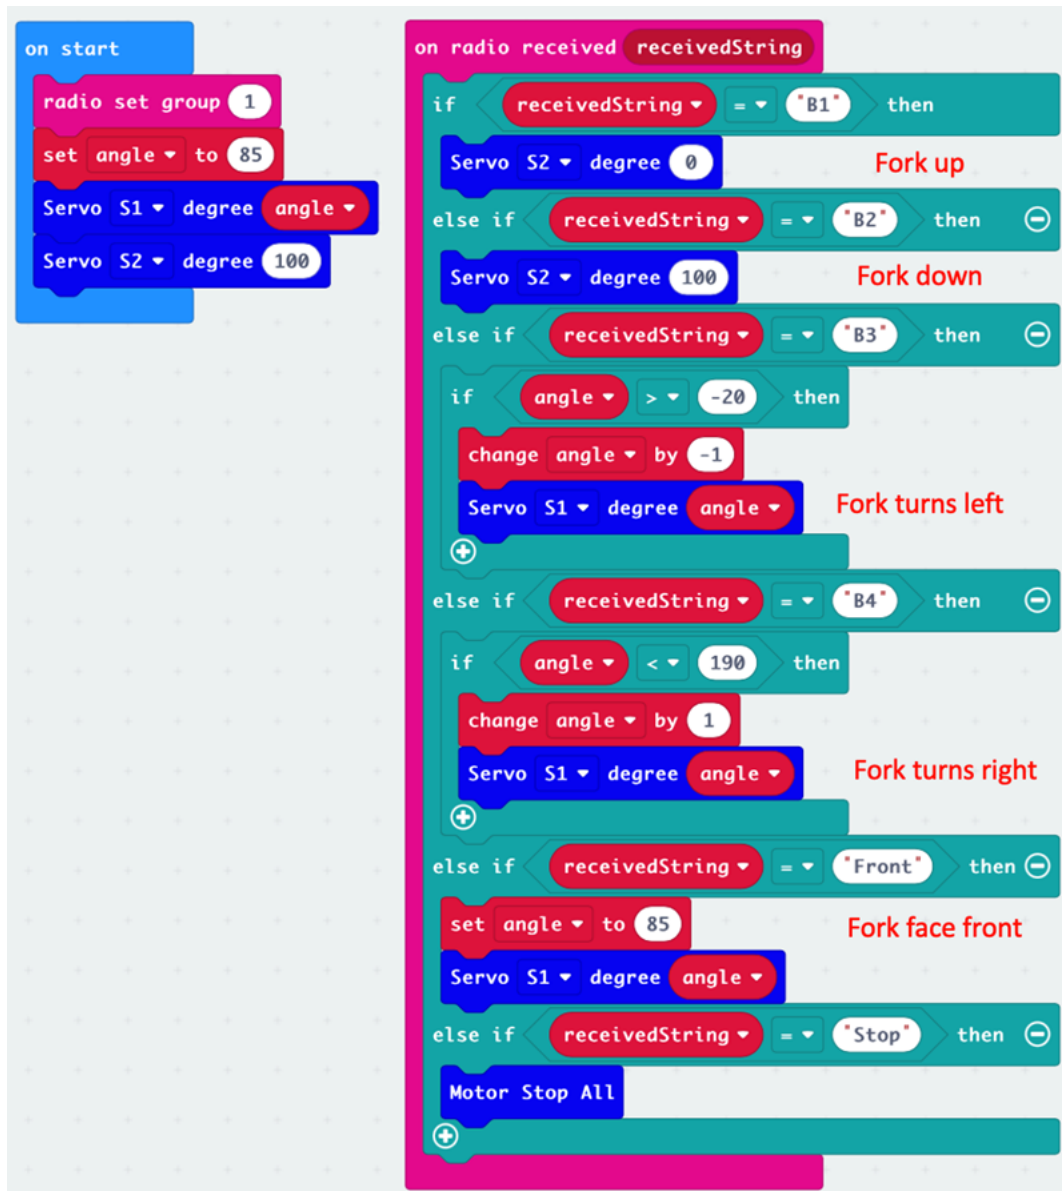 on start
radio set group 1
set angle to 85
Servo S1 degree angle
Servo S2 degree 100
on radio received receivedString
if receivedString = "B1" then
Servo S2 degree 0
Fork up
else if receivedString = "B2" then
Servo S2 degree 100
Fork down
else if receivedString = "B3" then
if angle > -20 then
change angle by -1
Servo S1 degree angle
Fork turns left
else if receivedString = "B4" then
if angle < 190 then
change angle by 1
Servo S1 degree angle
Fork turns right
else if receivedString = "Front" then
set angle to 85
Fork face front
Servo S1 degree angle
else if receivedString = "Stop" then
Motor Stop All